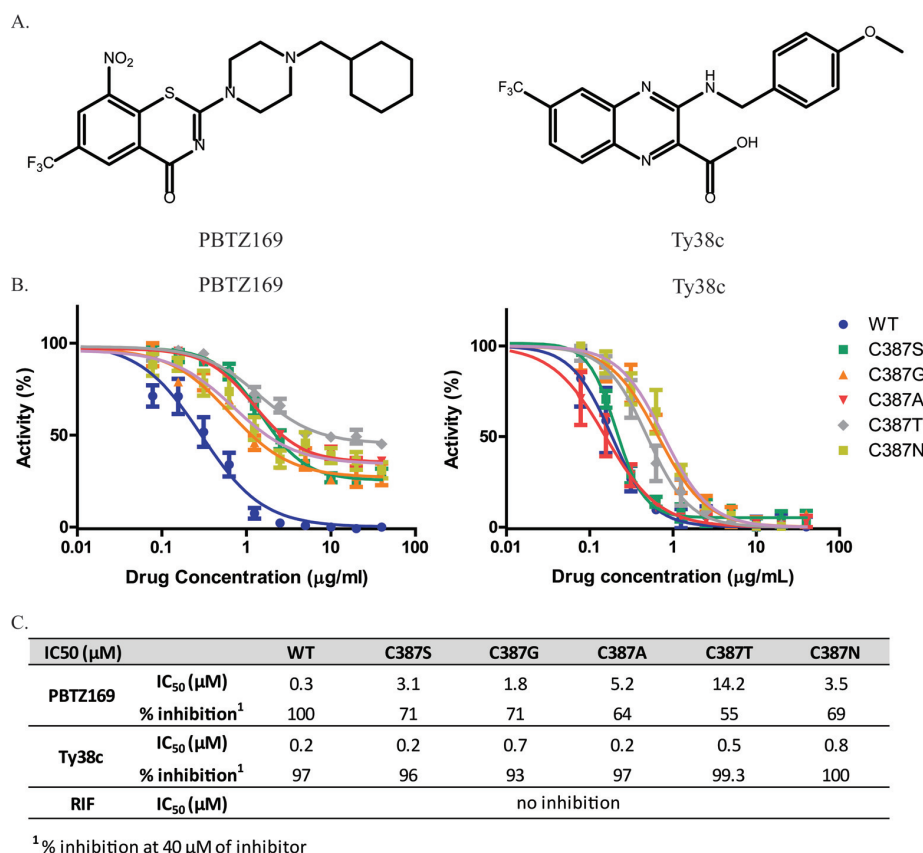 A.
NO₂
S
N
N
N
O
F₃C
PBTZ169
F₃C
N
N
H
N
O
OH
O
Ty38c
B.
PBTZ169
Ty38c
100
50
0
0.01 0.1 1 10 100
Activity (%)
Drug Concentration (µg/ml)
100
50
0
0.01 0.1 1 10 100
Activity (%)
Drug concentration (µg/mL)
WT
C387S
C387G
C387A
C387T
C387N
C.
IC50 (µM) WT C387S C387G C387A C387T C387N
PBTZ169 IC₅₀ (µM) 0.3 3.1 1.8 5.2 14.2 3.5
% inhibition¹ 100 71 71 64 55 69
Ty38c IC₅₀ (µM) 0.2 0.2 0.7 0.2 0.5 0.8
% inhibition¹ 97 96 93 97 99.3 100
RIF IC₅₀ (µM) no inhibition
¹ % inhibition at 40 µM of inhibitor